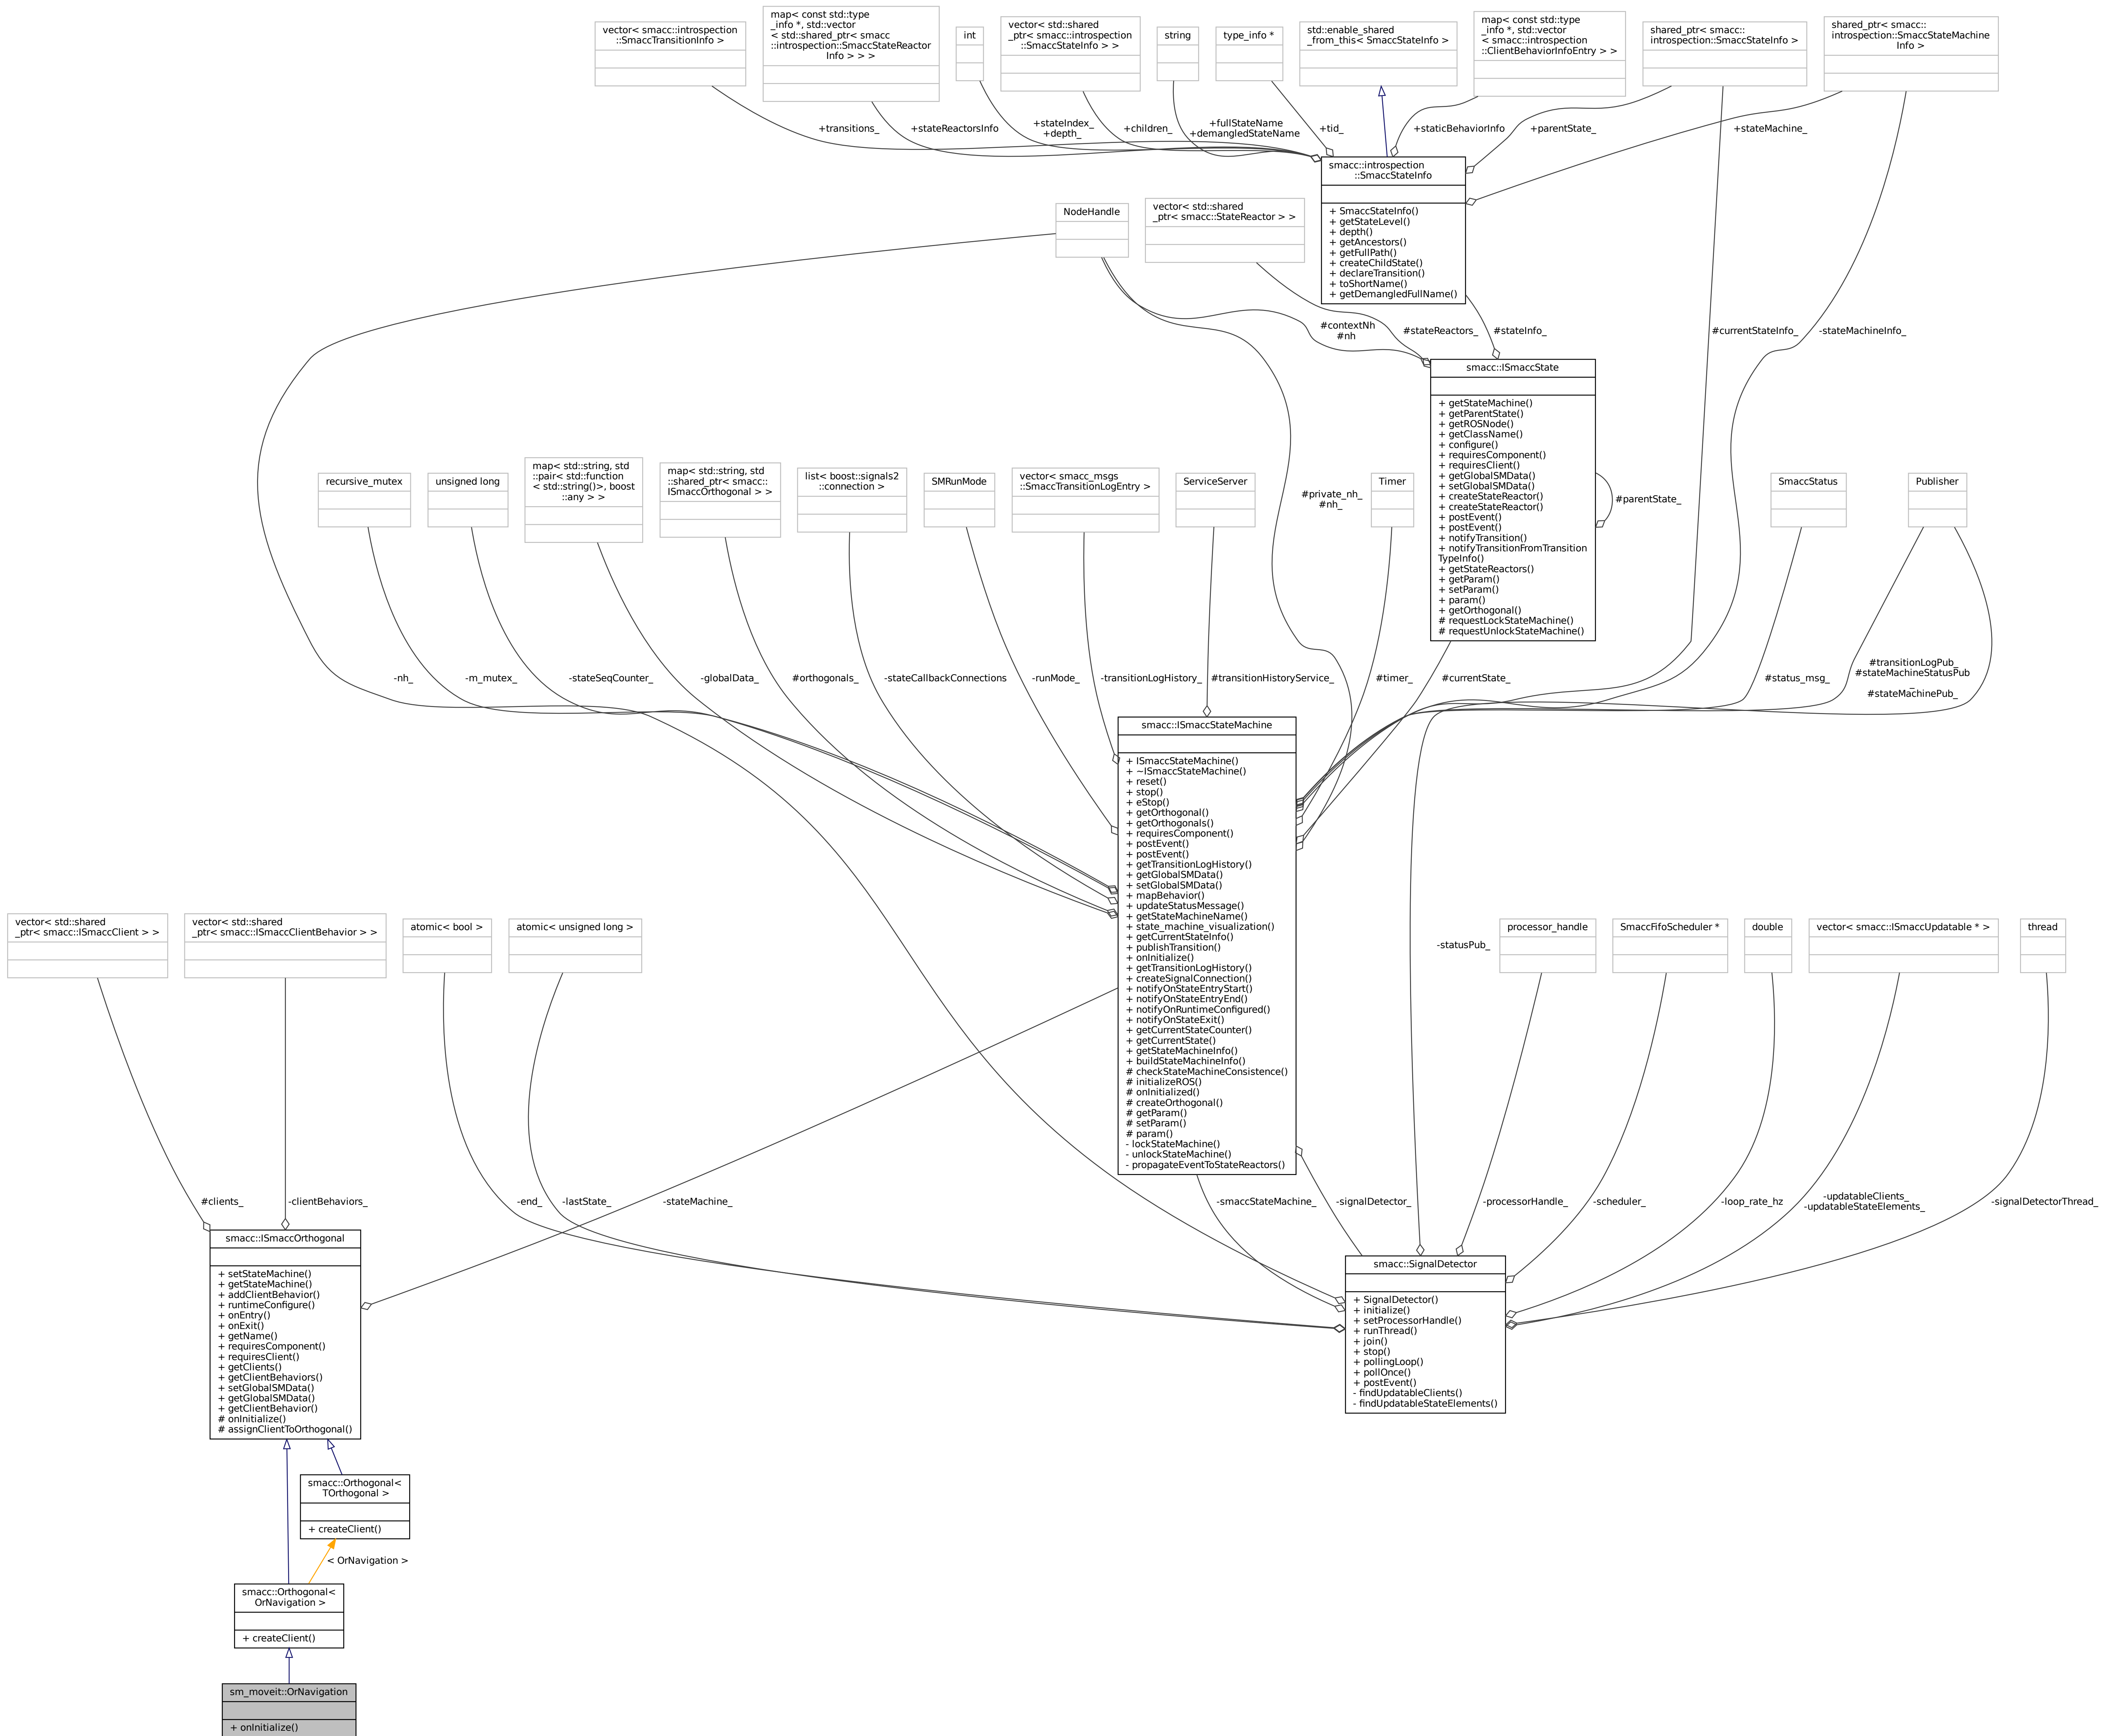 vector< smacc::introspection
::SmaccTransitionInfo >
map< const std::type
_info *, std::vector
< std::shared_ptr< smacc
::introspection::SmaccStateReactor
Info > > >
int
vector< std::shared
_ptr< smacc::introspection
::SmaccStateInfo > >
string
type_info *
std::enable_shared
_from_this< SmaccStateInfo >
map< const std::type
_info *, std::vector
< smacc::introspection
::ClientBehaviorInfoEntry > >
shared_ptr< smacc::
introspection::SmaccStateInfo >
shared_ptr< smacc::
introspection::SmaccStateMachine
Info >
+transitions_
+stateReactorsInfo
+stateIndex_
+depth_
+children_
+fullStateName
+demangledStateName
+tid_
+staticBehaviorInfo
+parentState_
+stateMachine_
smacc::introspection
::SmaccStateInfo
+ SmaccStateInfo()
+ getStateLevel()
+ depth()
+ getAncestors()
+ getFullPath()
+ createChildState()
+ declareTransition()
+ toShortName()
+ getDemangledFullName()
NodeHandle
vector< std::shared
_ptr< smacc::StateReactor > >
#contextNh
#nh
#stateReactors_
#stateInfo_
#currentStateInfo_
-stateMachineInfo_
smacc::ISmaccState
+ getStateMachine()
+ getParentState()
+ getROSNode()
+ getClassName()
+ configure()
+ requiresComponent()
+ requiresClient()
+ getGlobalSMData()
+ setGlobalSMData()
+ createStateReactor()
+ createStateReactor()
+ postEvent()
+ postEvent()
+ notifyTransition()
+ notifyTransitionFromTransition
TypeInfo()
+ getStateReactors()
+ getParam()
+ setParam()
+ param()
+ getOrthogonal()
# requestLockStateMachine()
# requestUnlockStateMachine()
#parentState_
recursive_mutex
unsigned long
map< std::string, std
::pair< std::function
< std::string()>, boost
::any > >
map< std::string, std
::shared_ptr< smacc::
ISmaccOrthogonal > >
list< boost::signals2
::connection >
SMRunMode
vector< smacc_msgs
::SmaccTransitionLogEntry >
ServiceServer
#private_nh_
#nh_
Timer
SmaccStatus
Publisher
-nh_
-m_mutex_
-stateSeqCounter_
-globalData_
#orthogonals_
-stateCallbackConnections
-runMode_
-transitionLogHistory_
#transitionHistoryService_
#timer_
#currentState_
#status_msg_
#transitionLogPub_
#stateMachineStatusPub
_
#stateMachinePub_
smacc::ISmaccStateMachine
+ ISmaccStateMachine()
+ ~ISmaccStateMachine()
+ reset()
+ stop()
+ eStop()
+ getOrthogonal()
+ getOrthogonals()
+ requiresComponent()
+ postEvent()
+ postEvent()
+ getTransitionLogHistory()
+ getGlobalSMData()
+ setGlobalSMData()
+ mapBehavior()
+ updateStatusMessage()
+ getStateMachineName()
+ state_machine_visualization()
+ getCurrentStateInfo()
+ publishTransition()
+ onInitialize()
+ getTransitionLogHistory()
+ createSignalConnection()
+ notifyOnStateEntryStart()
+ notifyOnStateEntryEnd()
+ notifyOnRuntimeConfigured()
+ notifyOnStateExit()
+ getCurrentStateCounter()
+ getCurrentState()
+ getStateMachineInfo()
+ buildStateMachineInfo()
# checkStateMachineConsistence()
# initializeROS()
# onInitialized()
# createOrthogonal()
# getParam()
# setParam()
# param()
- lockStateMachine()
- unlockStateMachine()
- propagateEventToStateReactors()
vector< std::shared
_ptr< smacc::ISmaccClient > >
vector< std::shared
_ptr< smacc::ISmaccClientBehavior > >
atomic< bool >
atomic< unsigned long >
-statusPub_
processor_handle
SmaccFifoScheduler *
double
vector< smacc::ISmaccUpdatable * >
thread
#clients_
-clientBehaviors_
-stateMachine_
-end_
-lastState_
-smaccStateMachine_
-signalDetector_
-processorHandle_
-scheduler_
-loop_rate_hz
-updatableClients_
-updatableStateElements_
-signalDetectorThread_
smacc::ISmaccOrthogonal
+ setStateMachine()
+ getStateMachine()
+ addClientBehavior()
+ runtimeConfigure()
+ onEntry()
+ onExit()
+ getName()
+ requiresComponent()
+ requiresClient()
+ getClients()
+ getClientBehaviors()
+ setGlobalSMData()
+ getGlobalSMData()
+ getClientBehavior()
# onInitialize()
# assignClientToOrthogonal()
smacc::SignalDetector
+ SignalDetector()
+ initialize()
+ setProcessorHandle()
+ runThread()
+ join()
+ stop()
+ pollingLoop()
+ pollOnce()
+ postEvent()
- findUpdatableClients()
- findUpdatableStateElements()
smacc::Orthogonal<
TOrthogonal >
+ createClient()
< OrNavigation >
smacc::Orthogonal<
OrNavigation >
+ createClient()
sm_moveit::OrNavigation
+ onInitialize()